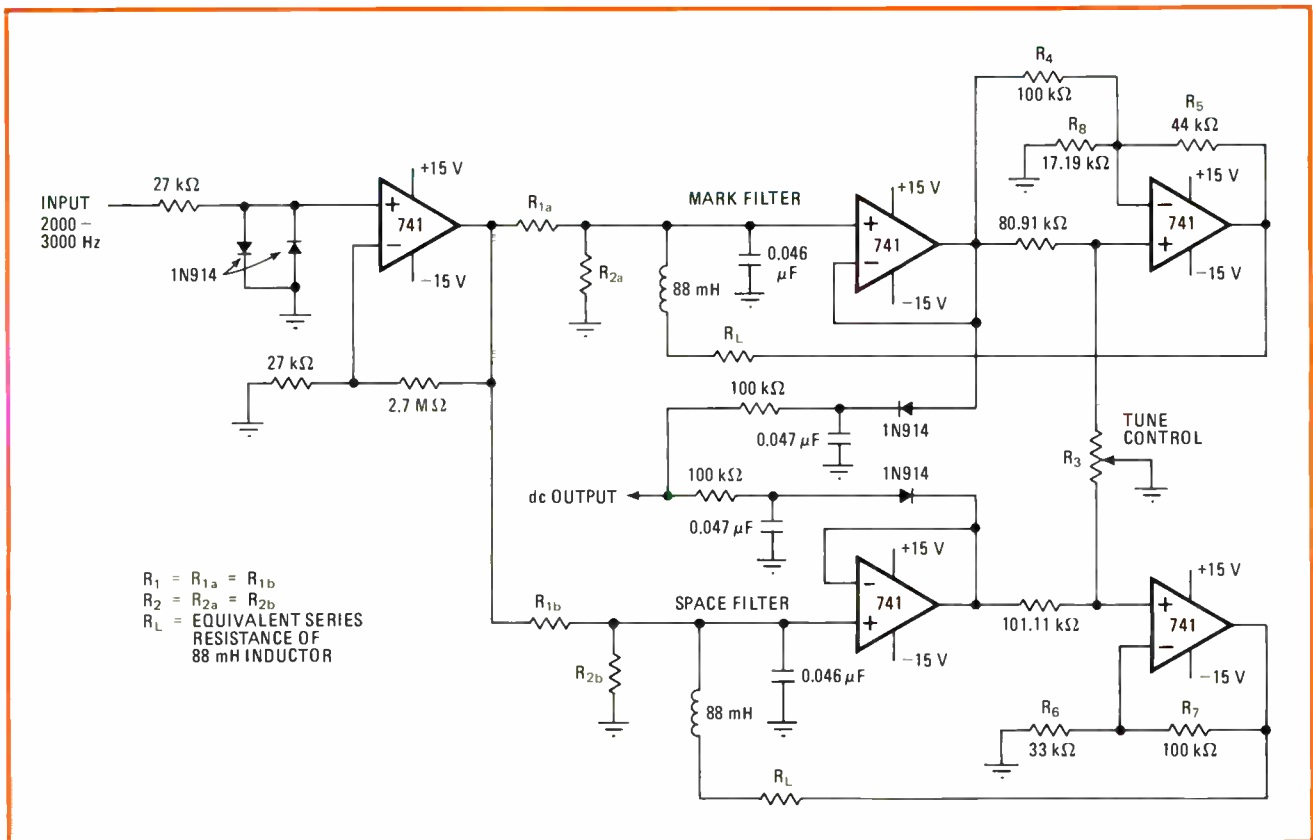 R4
100 kΩ
R5
44 kΩ
R8
17.19 kΩ
+15 V
27 kΩ
INPUT
2000 –
3000 Hz
+
741
–
–15 V
1N914
R1a
MARK FILTER
R2a
88 mH
0.046
μF
+15 V
+
741
–
–15 V
80.91 kΩ
+15 V
–
741
+
–15 V
RL
27 kΩ
2.7 MΩ
100 kΩ
0.047 μF
1N914
TUNE
CONTROL
R3
100 kΩ
1N914
dc OUTPUT
0.047 μF
+15 V
–
741
+
–15 V
R1b
SPACE FILTER
R2b
88 mH
0.046 μF
101.11 kΩ
+15 V
+
741
–
–15 V
R6
33 kΩ
R7
100 kΩ
RL
R1 = R1a = R1b
R2 = R2a = R2b
RL = EQUIVALENT SERIES
RESISTANCE OF
88 mH INDUCTOR